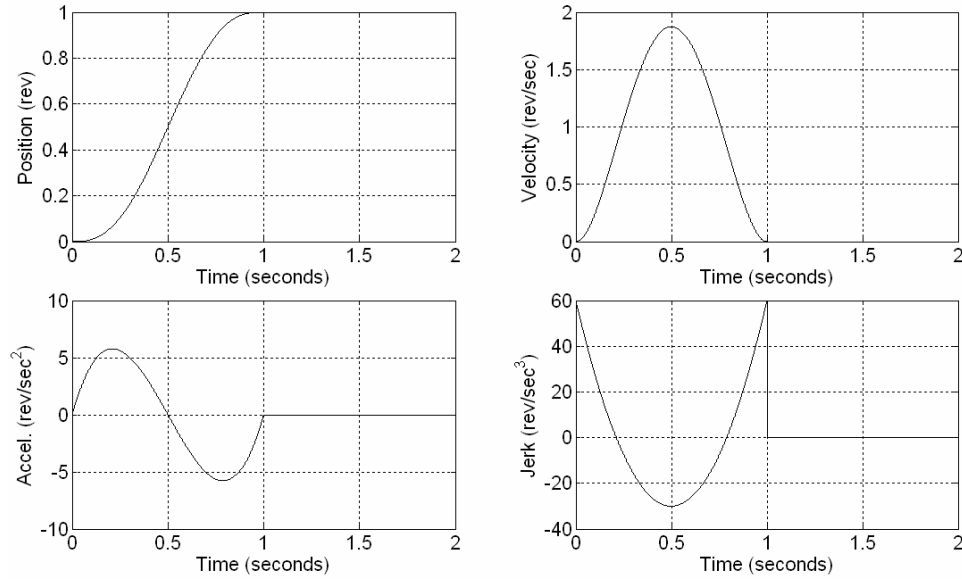 Position (rev)
1
0.8
0.6
0.4
0.2
0
0 0.5 1 1.5 2
Time (seconds)
Velocity (rev/sec)
2
1.5
1
0.5
0
0 0.5 1 1.5 2
Time (seconds)
Accel. (rev/sec²)
10
5
0
-5
-10
0 0.5 1 1.5 2
Time (seconds)
Jerk (rev/sec³)
60
40
20
0
-20
-40
0 0.5 1 1.5 2
Time (seconds)